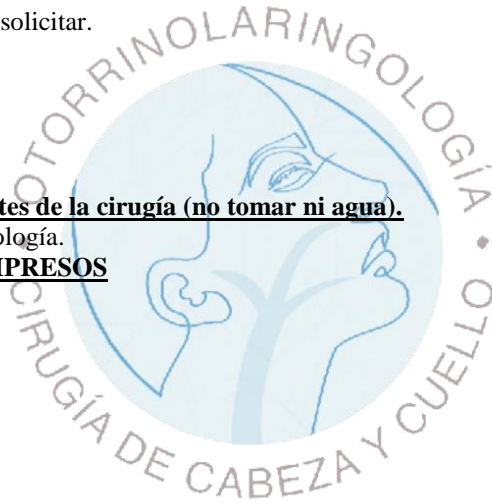 solicitar.
OTORRINOLARINGOLOGÍA •
tes de la cirugía (no tomar ni agua).
ología.
IPRESOS
CIRUGÍA DE CABEZA Y CUELLO •